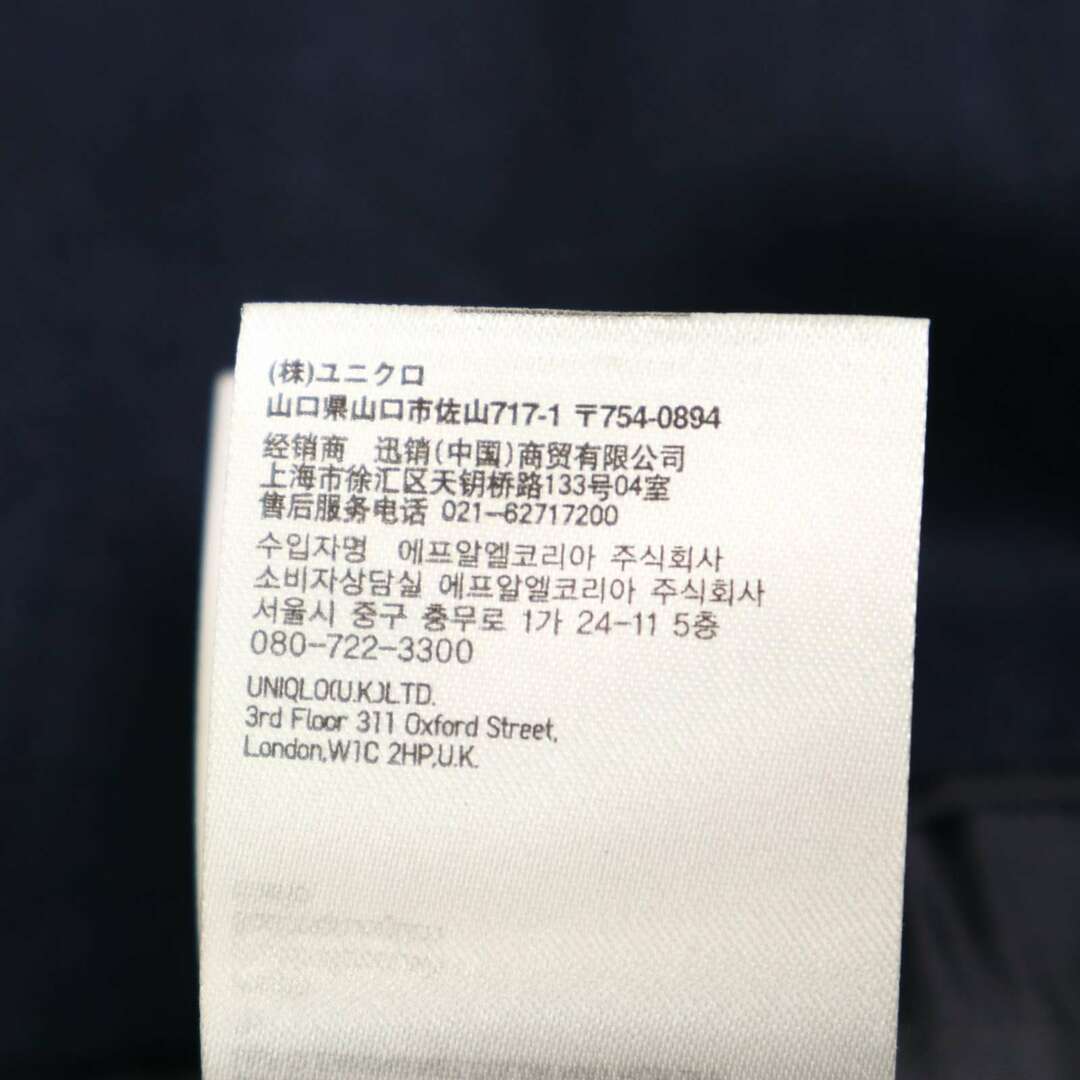 (株)ユニクロ
山口県山口市佐山717-1 〒754-0894
经销商　迅销(中国)商贸有限公司
上海市徐汇区天钥桥路133号04室
售后服务电话 021-62717200
수입자명　에프알엘코리아 주식회사
소비자상담실 에프알엘코리아 주식회사
서울시 중구 충무로 1가 24-11 5층
080-722-3300
UNIQLO(U.K.)LTD.
3rd Floor 311 Oxford Street,
London,W1C 2HP,U.K.